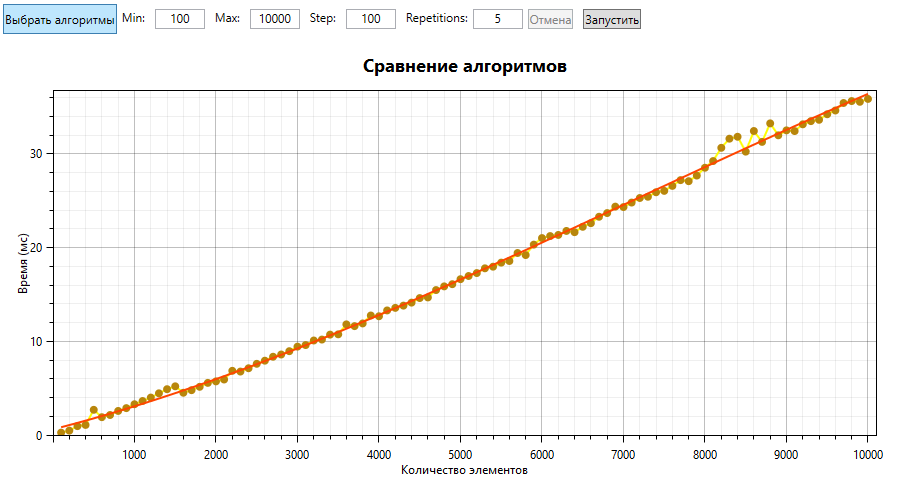 Выбрать алгоритмы Min: 100 Max: 10000 Step: 100 Repetitions: 5 Отмена Запустить
Сравнение алгоритмов
Время (мс)
30
20
10
0
1000 2000 3000 4000 5000 6000 7000 8000 9000 10000
Количество элементов